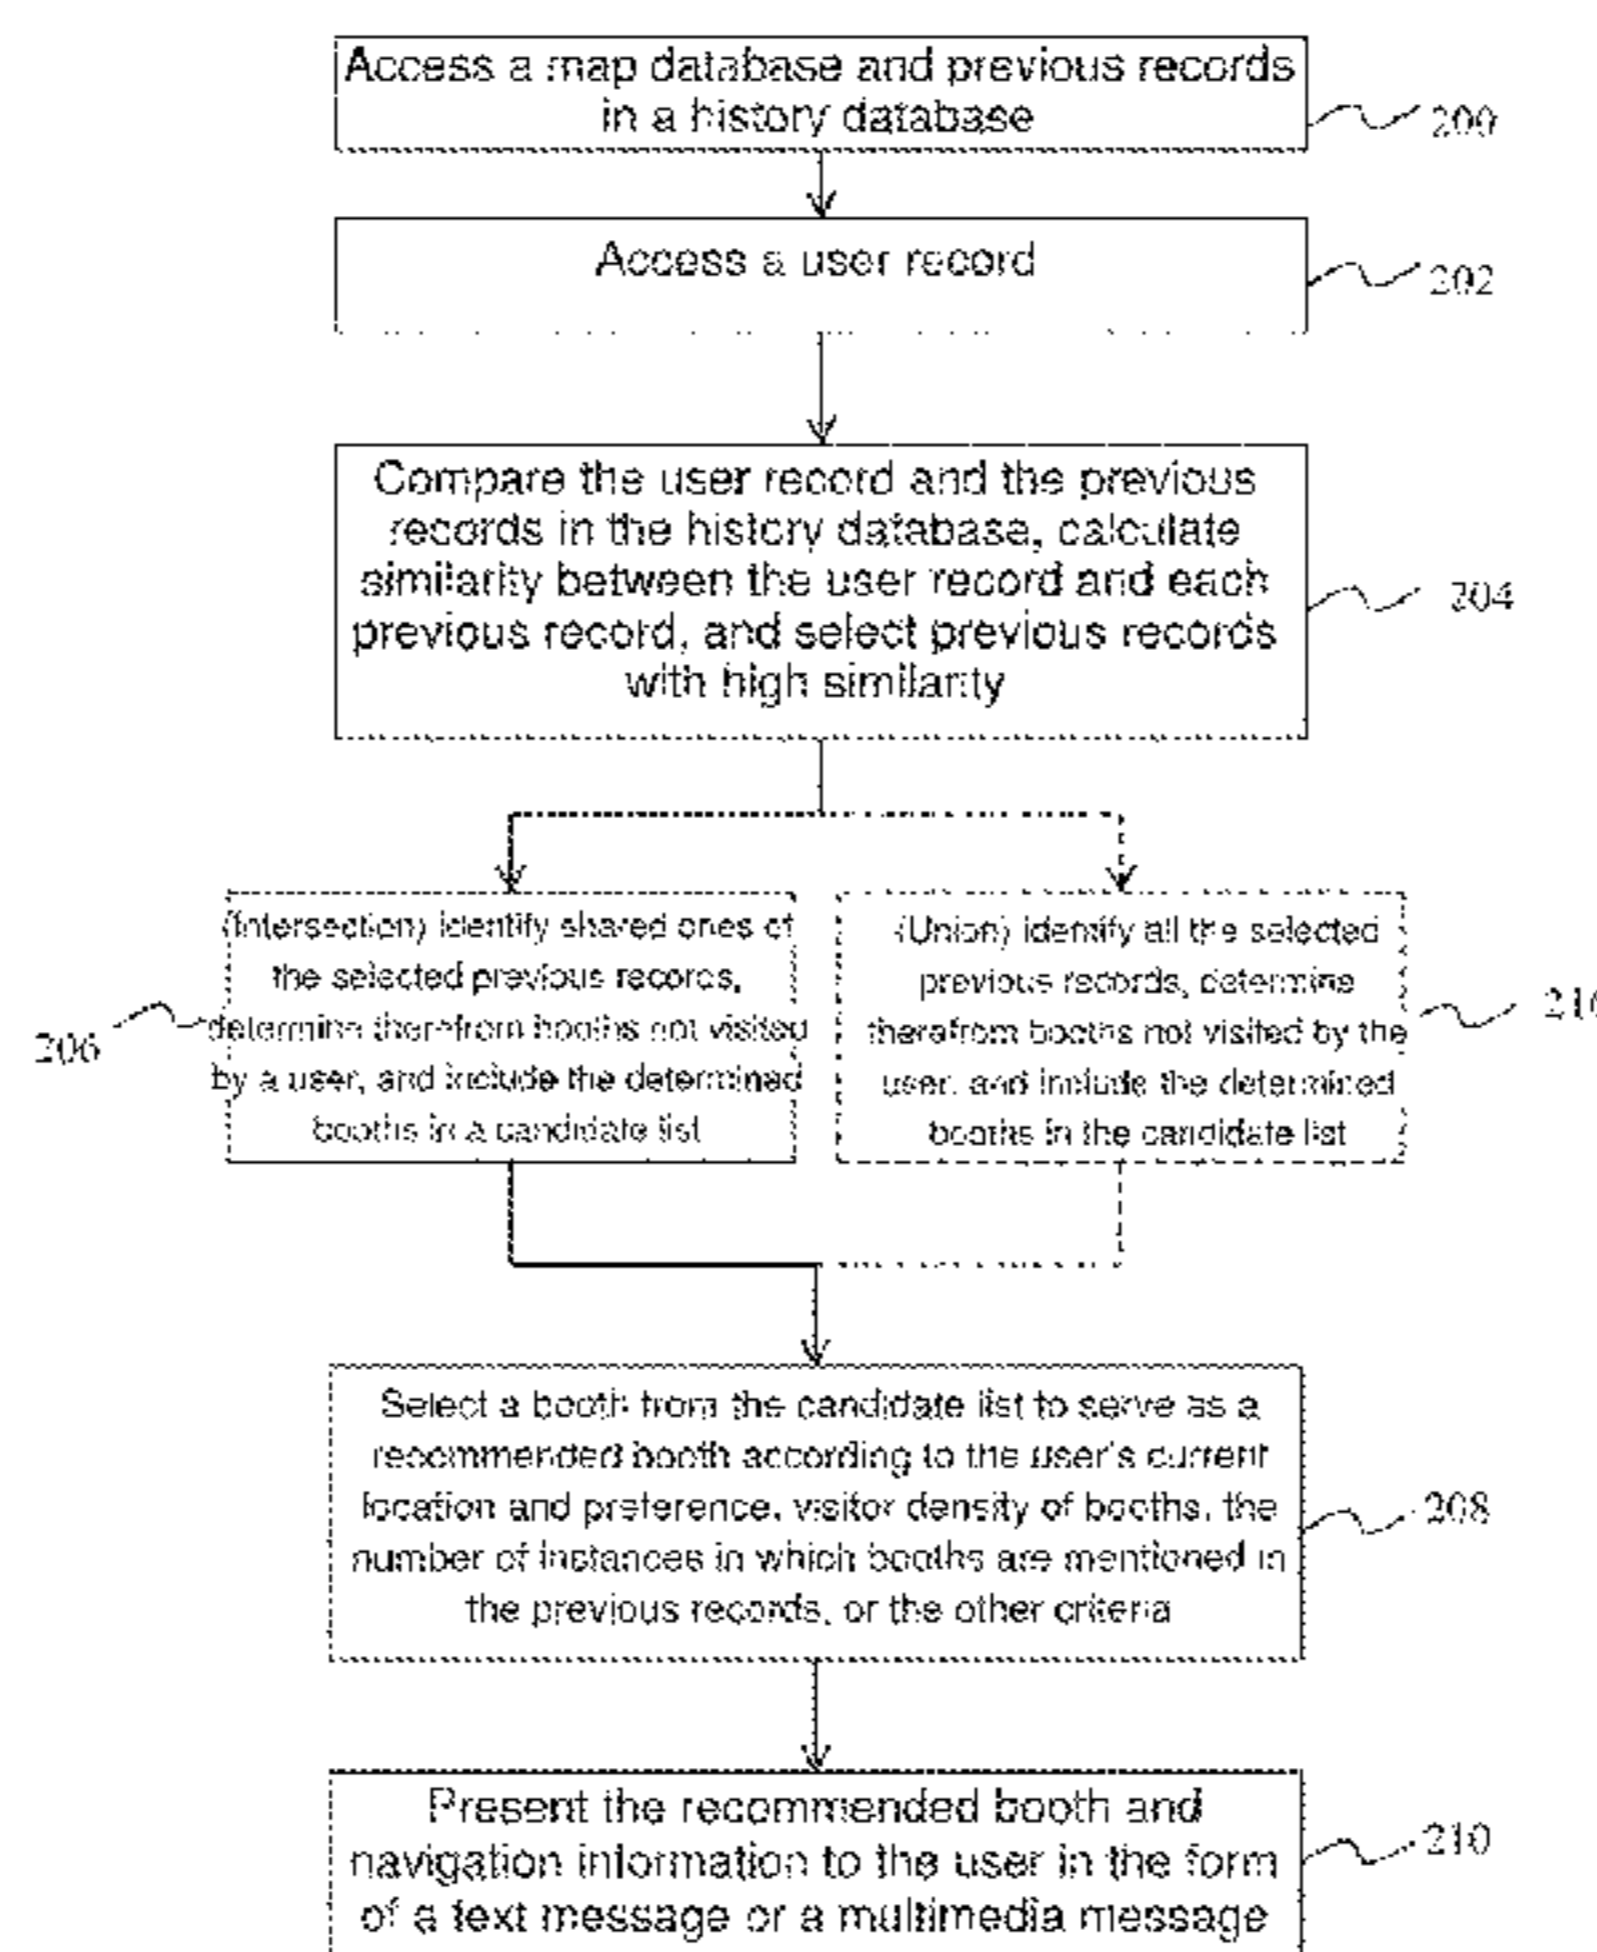 Access a map database and previous records
in a history database
200
Access a user record
202
Compare the user record and the previous
records in the history database, calculate
similarity between the user record and each
previous record, and select previous records
with high similarity
204
(Intersection) identify shared ones of
the selected previous records,
determine therefrom booths not visited
by a user, and include the determined
booths in a candidate list
206
(Union) identify all the selected
previous records, determine
therefrom booths not visited by the
user, and include the determined
booths in the candidate list
Select a booth from the candidate list to serve as a
recommended booth according to the user's current
location and preference, visitor density of booths, the
number of instances in which booths are mentioned in
the previous records, or the other criteria
208
Present the recommended booth and
navigation information to the user in the form
of a text message or a multimedia message
210